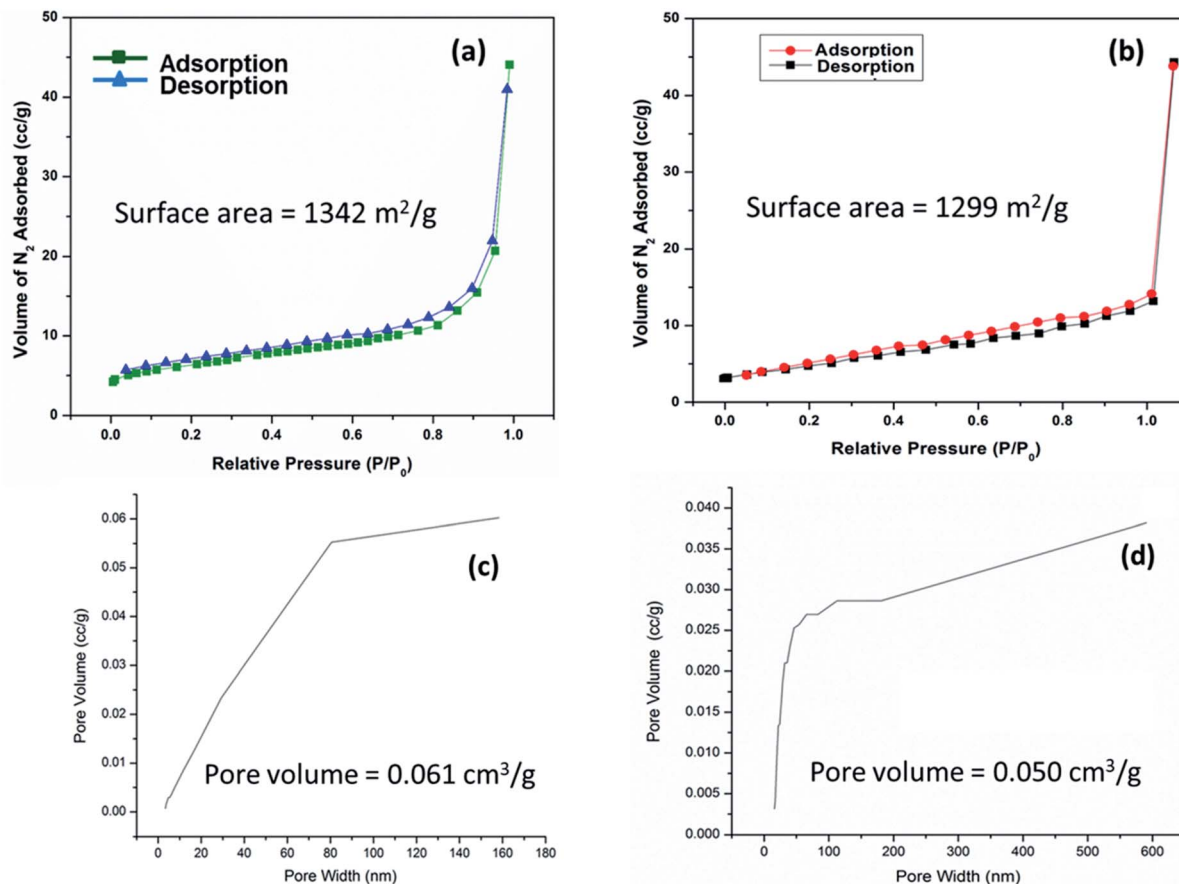 (a)
Adsorption
Desorption
Surface area = 1342 m²/g
Volume of N₂ Adsorbed (cc/g)
50
40
30
20
10
0
0.0 0.2 0.4 0.6 0.8 1.0
Relative Pressure (P/P₀)
(b)
Adsorption
Desorption
Surface area = 1299 m²/g
Volume of N₂ Adsorbed (cc/g)
50
40
30
20
10
0
0.0 0.2 0.4 0.6 0.8 1.0
Relative Pressure (P/P₀)
(c)
Pore Volume (cc/g)
0.06
0.05
0.04
0.03
0.02
0.01
0.00
Pore volume = 0.061 cm³/g
0 20 40 60 80 100 120 140 160 180
Pore Width (nm)
(d)
Pore Volume (cc/g)
0.040
0.035
0.030
0.025
0.020
0.015
0.010
0.005
0.000
Pore volume = 0.050 cm³/g
0 100 200 300 400 500 600
Pore Width (nm)